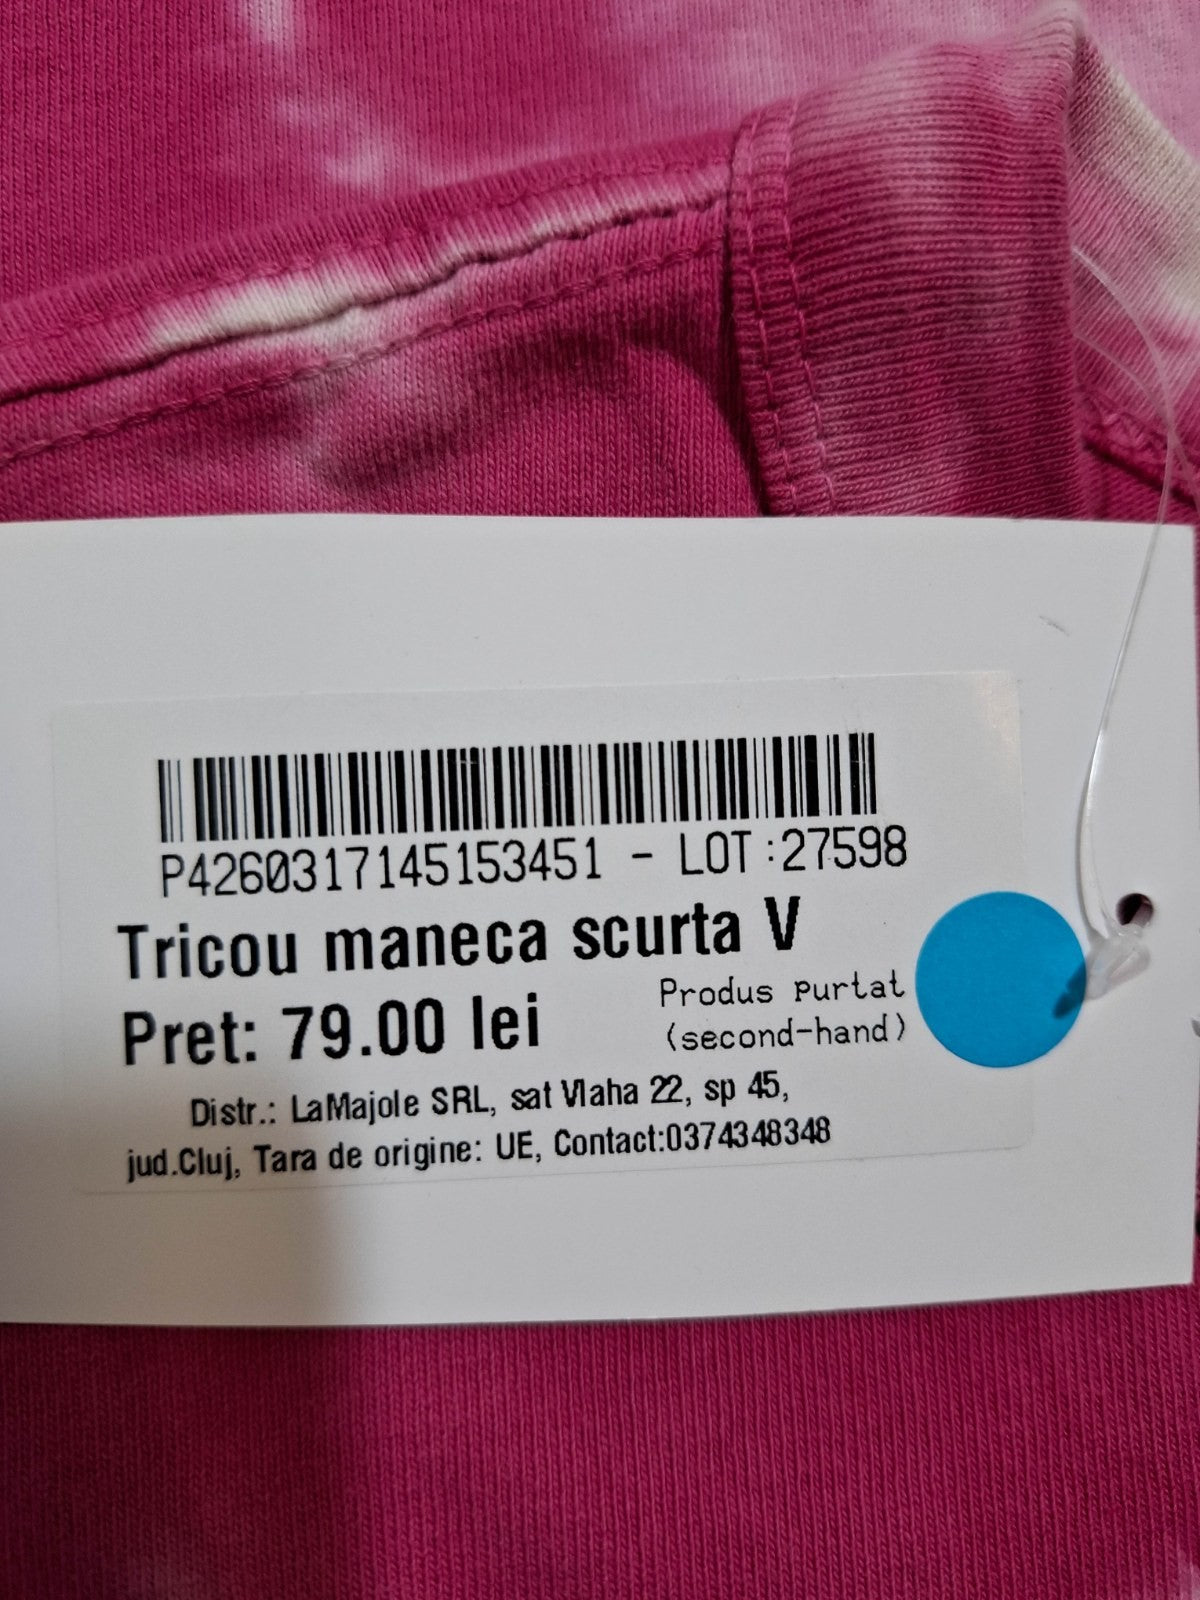 P4260317145153451 - LOT:27598
Tricou maneca scurta V
Pret: 79.00 lei
Produs purtat
(second-hand)
Distr.: LaMajole SRL, sat Vlaha 22, sp 45,
jud.Cluj, Tara de origine: UE, Contact:0374348348